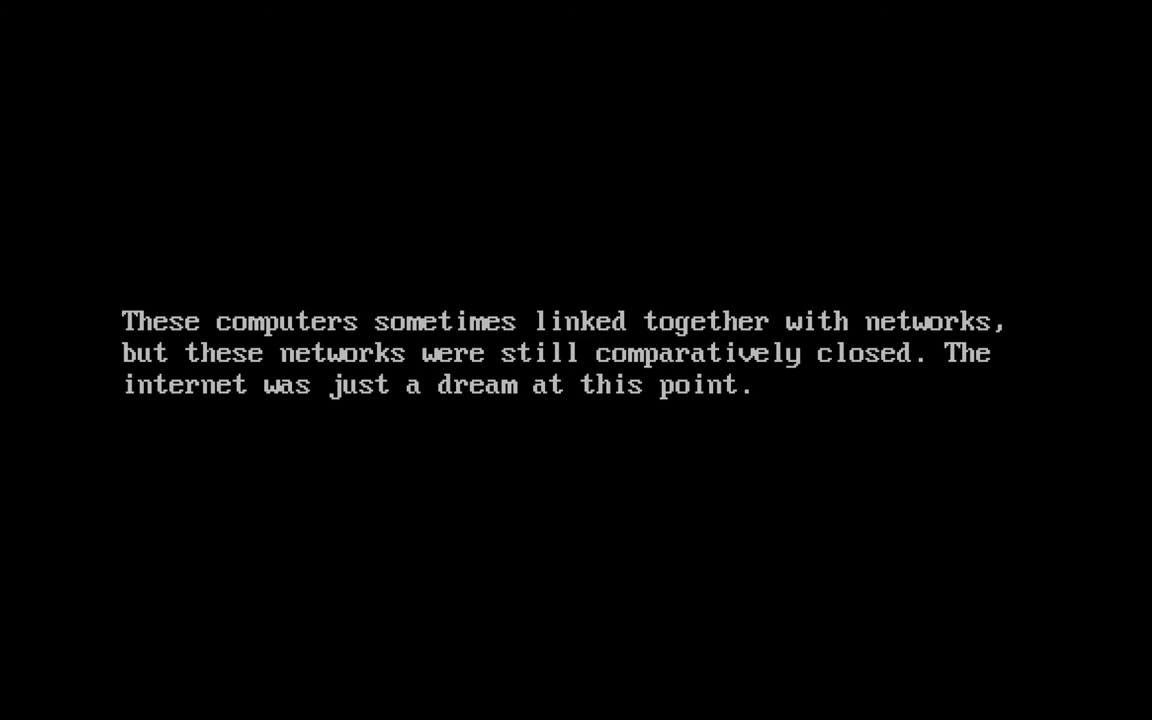 These computers sometimes linked together with networks,
but these networks were still comparatively closed. The
internet was just a dream at this point.